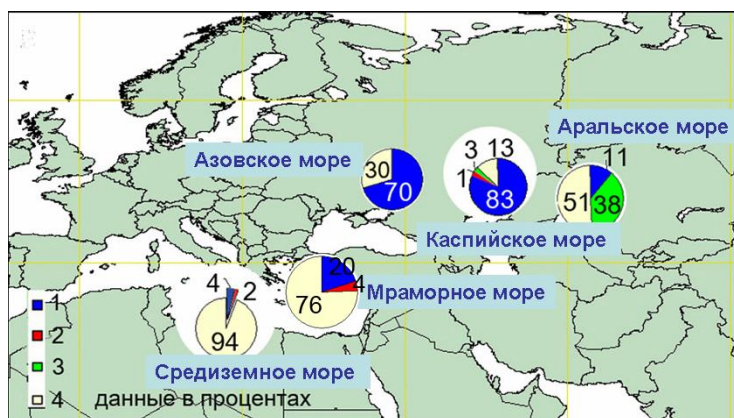 Аральское море
11
51 38
3 13
1 83
Азовское море
30
70
Каспийское море
20
4
76
Мраморное море
4 2
94
Средиземное море
1
2
3
4 данные в процентах